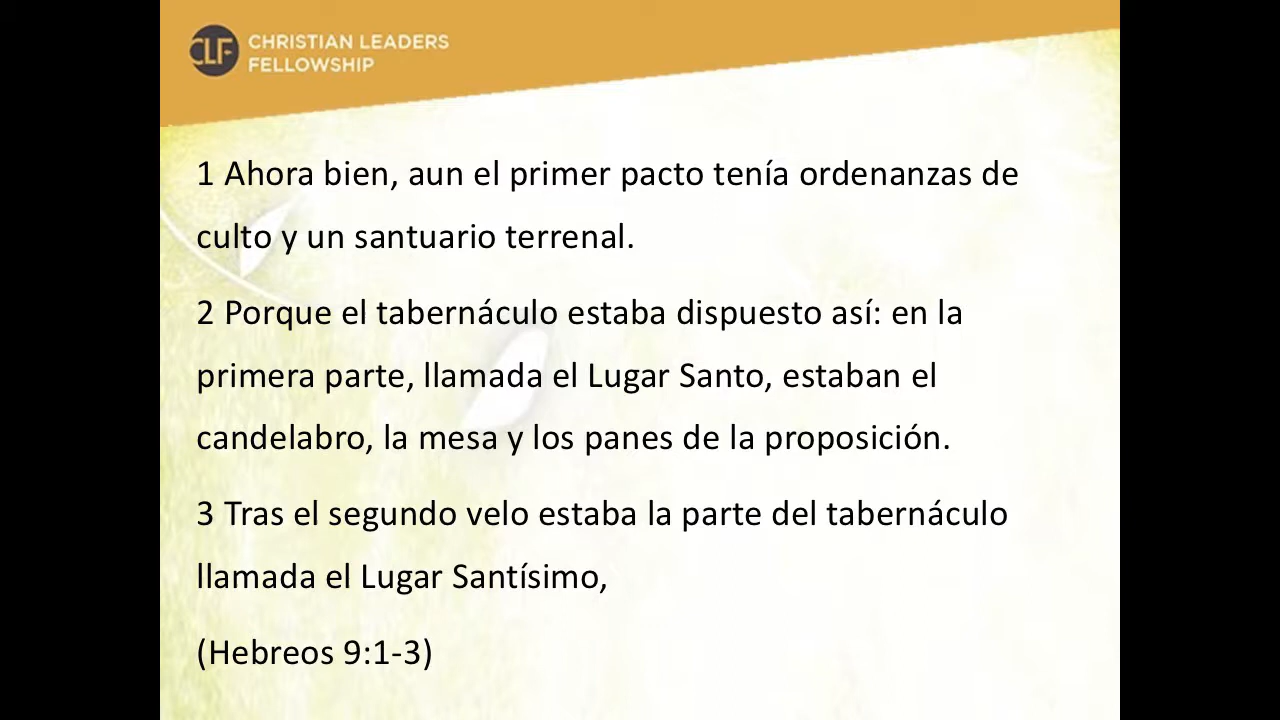 CLF CHRISTIAN LEADERS
FELLOWSHIP
1 Ahora bien, aun el primer pacto tenía ordenanzas de
culto y un santuario terrenal.
2 Porque el tabernáculo estaba dispuesto así: en la
primera parte, llamada el Lugar Santo, estaban el
candelabro, la mesa y los panes de la proposición.
3 Tras el segundo velo estaba la parte del tabernáculo
llamada el Lugar Santísimo,
(Hebreos 9:1-3)